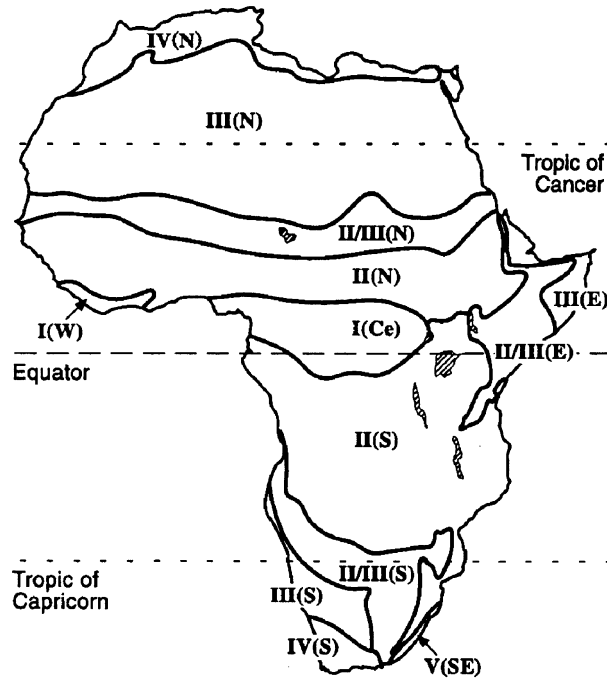 IV(N)
III(N)
Tropic of
Cancer
II/III(N)
II(N)
III(E)
I(W)
I(Ce)
II/III(E)
Equator
II(S)
Tropic of
Capricorn
II/III(S)
III(S)
IV(S)
V(SE)